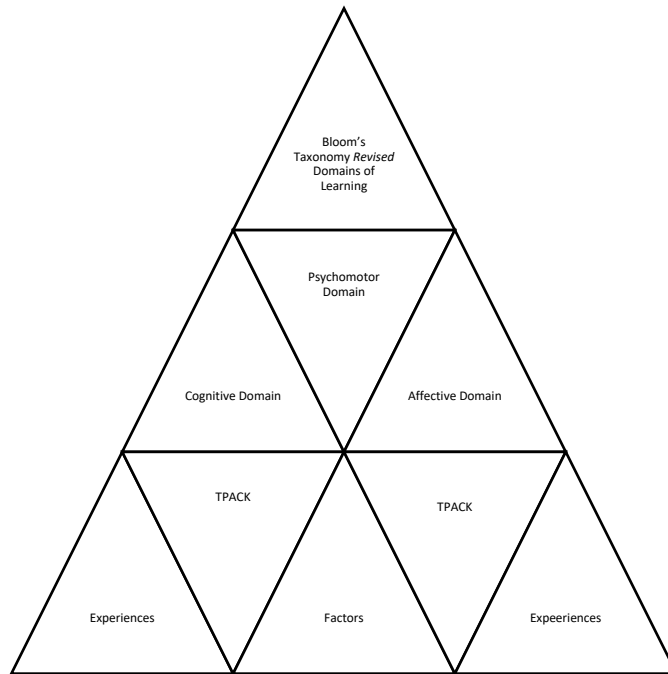 Bloom's
Taxonomy Revised
Domains of
Learning
Psychomotor
Domain
Cognitive Domain
Affective Domain
TPACK
TPACK
Experiences
Factors
Expeeriences